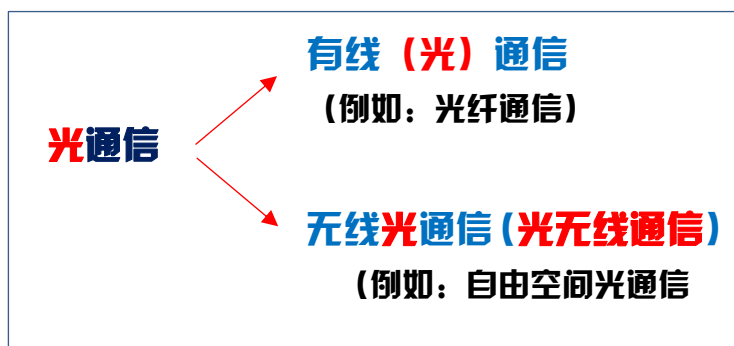 有线（光）通信
（例如：光纤通信）
光通信
无线光通信(光无线通信)
（例如：自由空间光通信